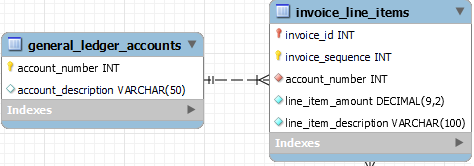 general_ledger_accounts
account_number INT
account_description VARCHAR(50)
Indexes
invoice_line_items
invoice_id INT
invoice_sequence INT
account_number INT
line_item_amount DECIMAL(9,2)
line_item_description VARCHAR(100)
Indexes